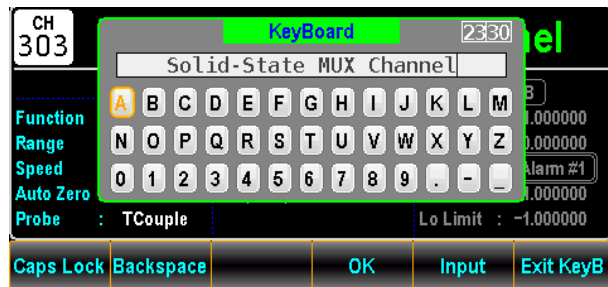 CH
303
KeyBoard
2330
nel
Solid-State MUX Channel
A B C D E F G H I J K L M
N O P Q R S T U V W X Y Z
0 1 2 3 4 5 6 7 8 9 . - _
Function
.000000
Range
.000000
Speed
Alarm #1
Auto Zero
.000000
Probe : TCouple Lo Limit : -1.000000
Caps Lock Backspace OK Input Exit KeyB